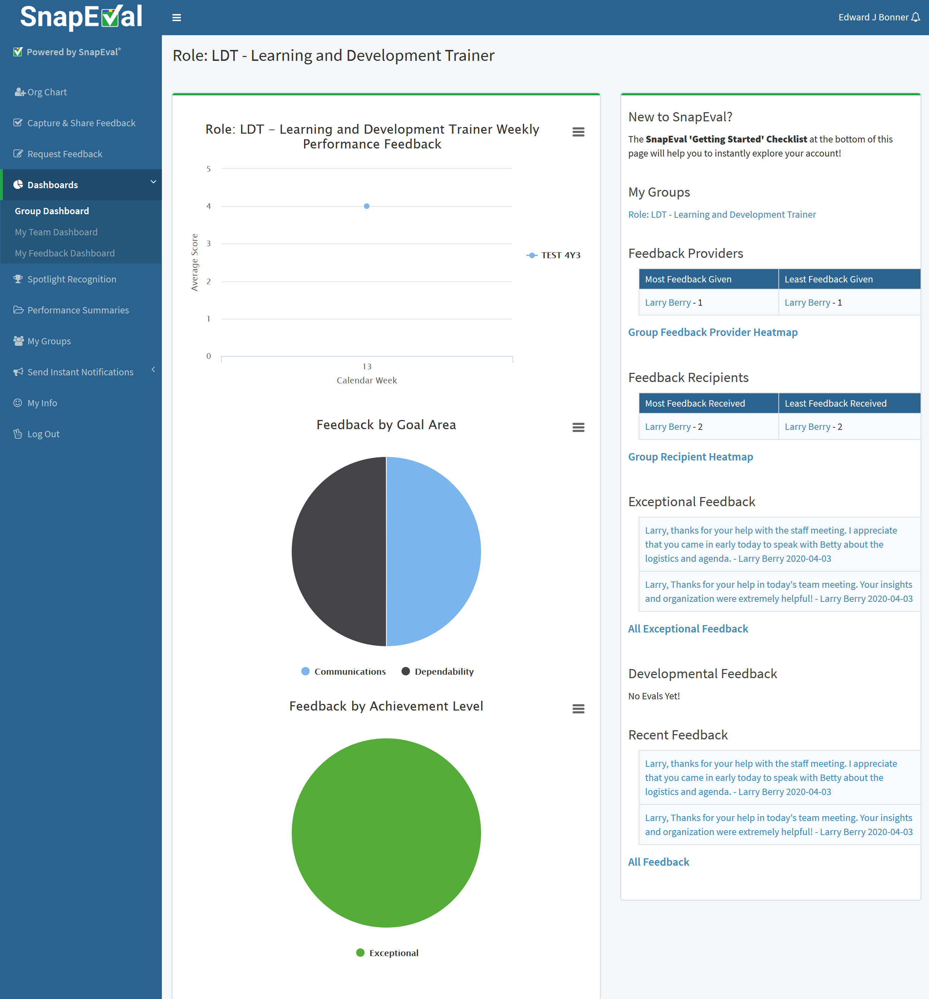 SnapEval
Edward J Bonner
Powered by SnapEval®
Org Chart
Capture & Share Feedback
Request Feedback
Dashboards
Group Dashboard
My Team Dashboard
My Feedback Dashboard
Spotlight Recognition
Performance Summaries
My Groups
Send Instant Notifications
My Info
Log Out
Role: LDT - Learning and Development Trainer
Role: LDT – Learning and Development Trainer Weekly
Performance Feedback
5
4
3
2
1
0
Average Score
13
Calendar Week
TEST 4Y3
Feedback by Goal Area
Communications
Dependability
Feedback by Achievement Level
Exceptional
New to SnapEval?
The SnapEval 'Getting Started' Checklist at the bottom of this
page will help you to instantly explore your account!
My Groups
Role: LDT - Learning and Development Trainer
Feedback Providers
Most Feedback Given Least Feedback Given
Larry Berry - 1 Larry Berry - 1
Group Feedback Provider Heatmap
Feedback Recipients
Most Feedback Received Least Feedback Received
Larry Berry - 2 Larry Berry - 2
Group Recipient Heatmap
Exceptional Feedback
Larry, thanks for your help with the staff meeting. I appreciate
that you came in early today to speak with Betty about the
logistics and agenda. - Larry Berry 2020-04-03
Larry, Thanks for your help in today's team meeting. Your insights
and organization were extremely helpful! - Larry Berry 2020-04-03
All Exceptional Feedback
Developmental Feedback
No Evals Yet!
Recent Feedback
Larry, thanks for your help with the staff meeting. I appreciate
that you came in early today to speak with Betty about the
logistics and agenda. - Larry Berry 2020-04-03
Larry, Thanks for your help in today's team meeting. Your insights
and organization were extremely helpful! - Larry Berry 2020-04-03
All Feedback